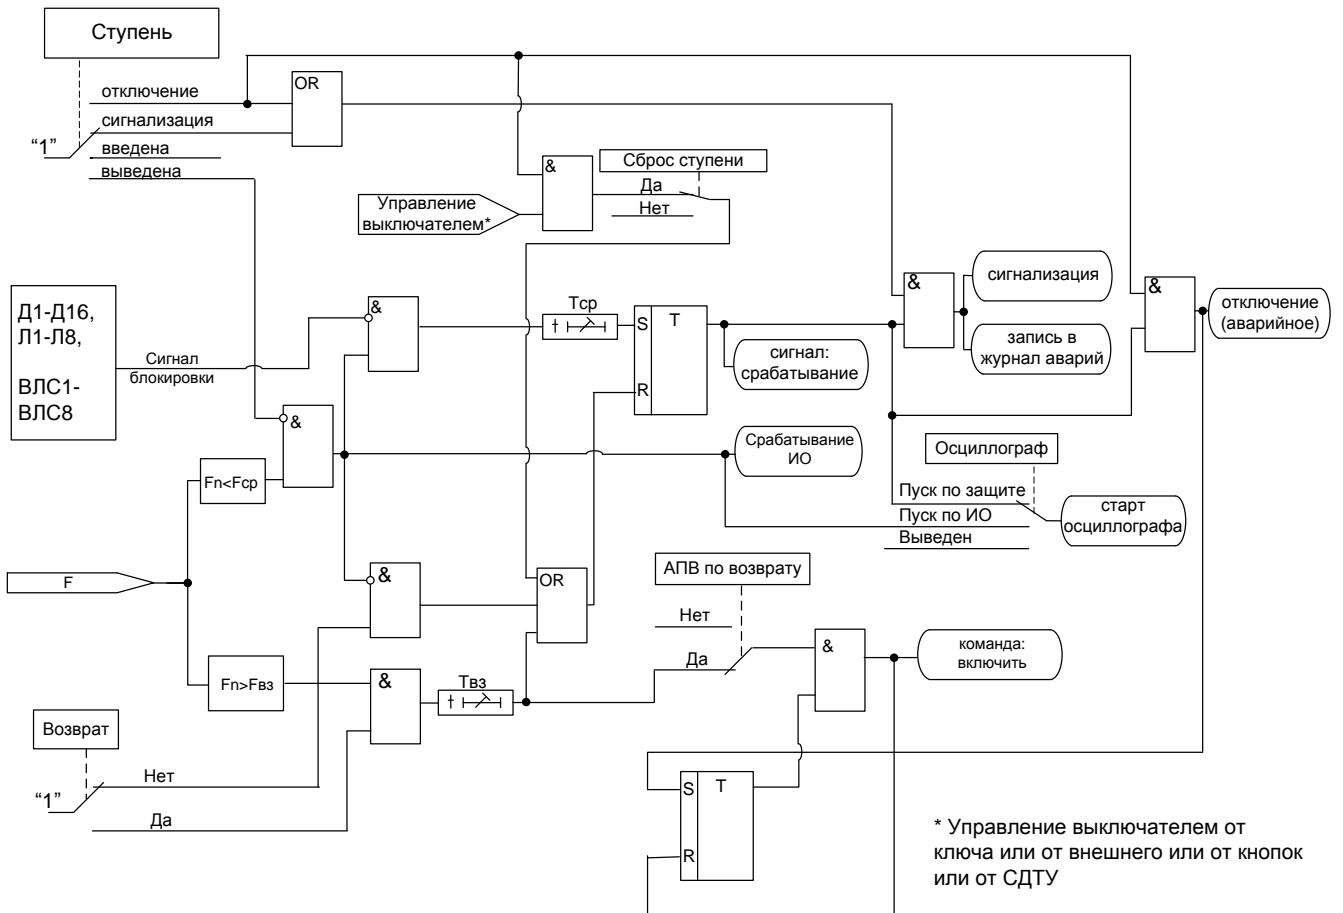 Ступень
отключение
сигнализация
"1"
введена
выведена
OR
&
Сброс ступени
Да
Нет
Управление
выключателем*
Д1-Д16,
Л1-Л8,
ВЛС1-
ВЛС8
Сигнал
блокировки
&
Тср
S T
R
сигнал:
срабатывание
&
сигнализация
запись в
журнал аварий
&
отключение
(аварийное)
&
Fn<Fср
Срабатывание
ИО
Осциллограф
Пуск по защите
Пуск по ИО
Выведен
старт
осциллографа
F
&
OR
АПВ по возврату
Нет
Да
&
команда:
включить
Fn>Fвз
&
Твз
Возврат
"1"
Нет
Да
S T
R
* Управление выключателем от
ключа или от внешнего или от кнопок
или от СДТУ